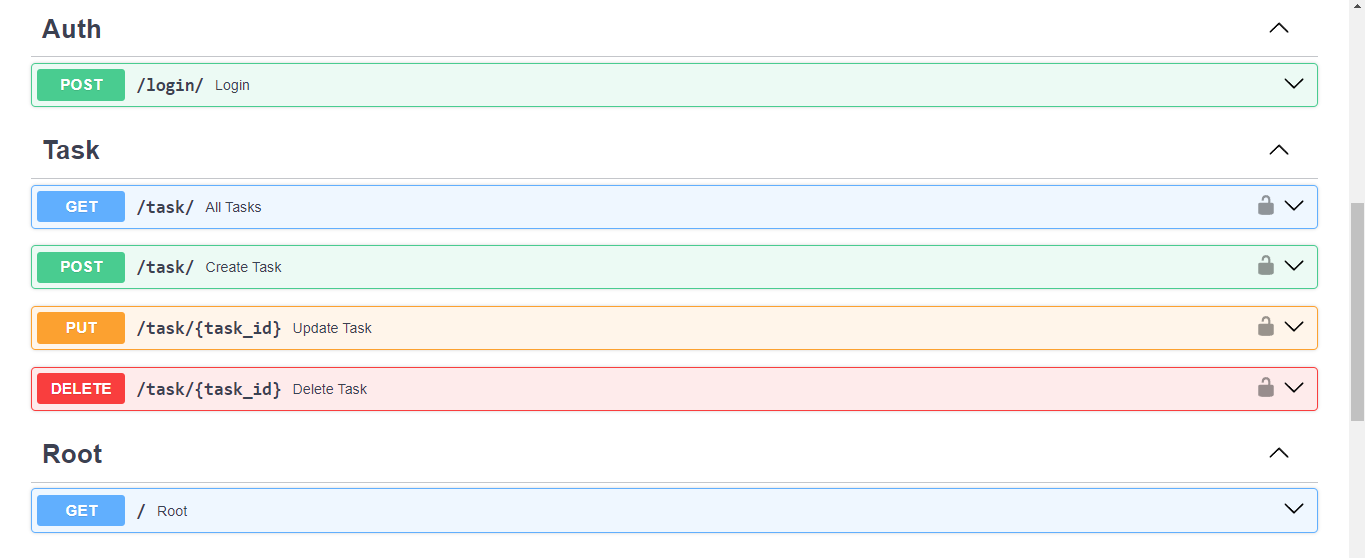 Auth
POST /login/ Login
Task
GET /task/ All Tasks
POST /task/ Create Task
PUT /task/{task_id} Update Task
DELETE /task/{task_id} Delete Task
Root
GET / Root